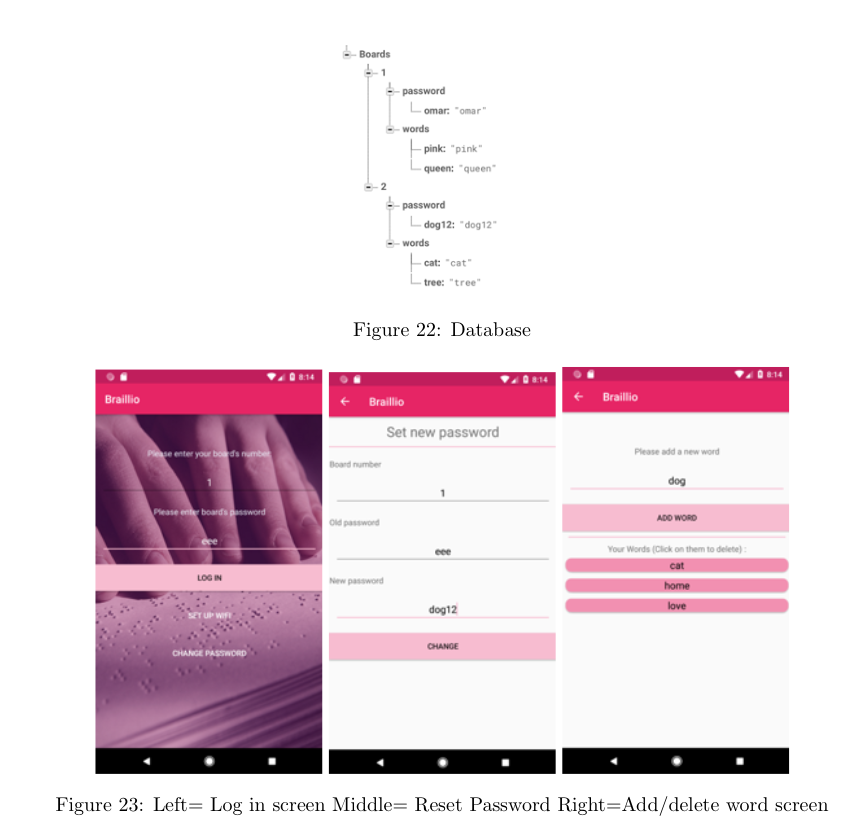 Boards
1
password
omar: "omar"
words
pink: "pink"
queen: "queen"
2
password
dog12: "dog12"
words
cat: "cat"
tree: "tree"
Figure 22: Database
8:14
Braillio
Please enter your board's number
1
Please enter board's password
eee
LOG IN
SET UP WIFI
CHANGE PASSWORD
8:14
Braillio
Set new password
Board number
1
Old password
eee
New password
dog12
CHANGE
8:14
Braillio
Please add a new word
dog
ADD WORD
Your Words (Click on them to delete) :
cat
home
love
Figure 23: Left= Log in screen Middle= Reset Password Right=Add/delete word screen